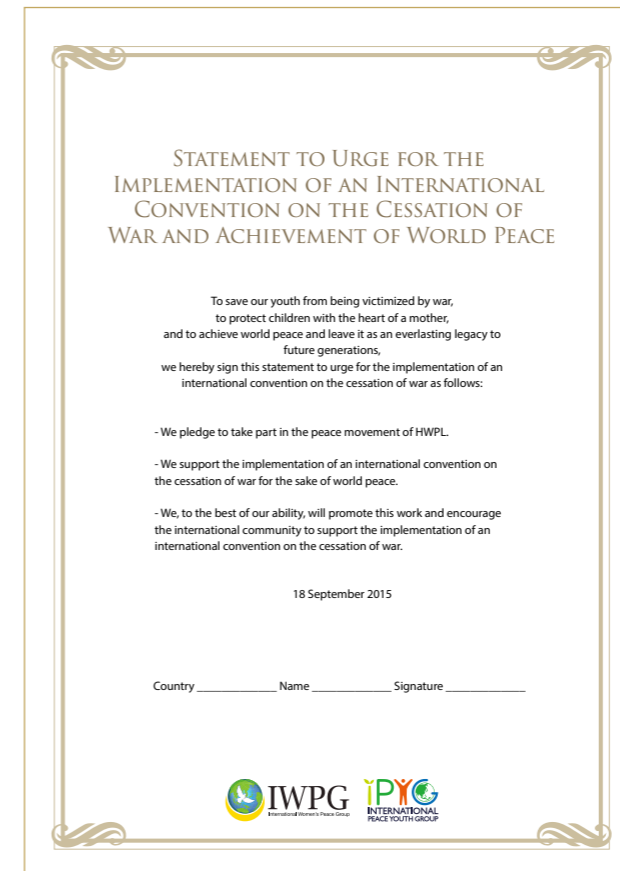 STATEMENT TO URGE FOR THE
IMPLEMENTATION OF AN INTERNATIONAL
CONVENTION ON THE CESSATION OF
WAR AND ACHIEVEMENT OF WORLD PEACE
To save our youth from being victimized by war,
to protect children with the heart of a mother,
and to achieve world peace and leave it as an everlasting legacy to
future generations,
we hereby sign this statement to urge for the implementation of an
international convention on the cessation of war as follows:
- We pledge to take part in the peace movement of HWPL.
- We support the implementation of an international convention on
the cessation of war for the sake of world peace.
- We, to the best of our ability, will promote this work and encourage
the international community to support the implementation of an
international convention on the cessation of war.
18 September 2015
Country _____________ Name _____________ Signature _____________
IWPG
International Women's Peace Group
IPYG
INTERNATIONAL
PEACE YOUTH GROUP